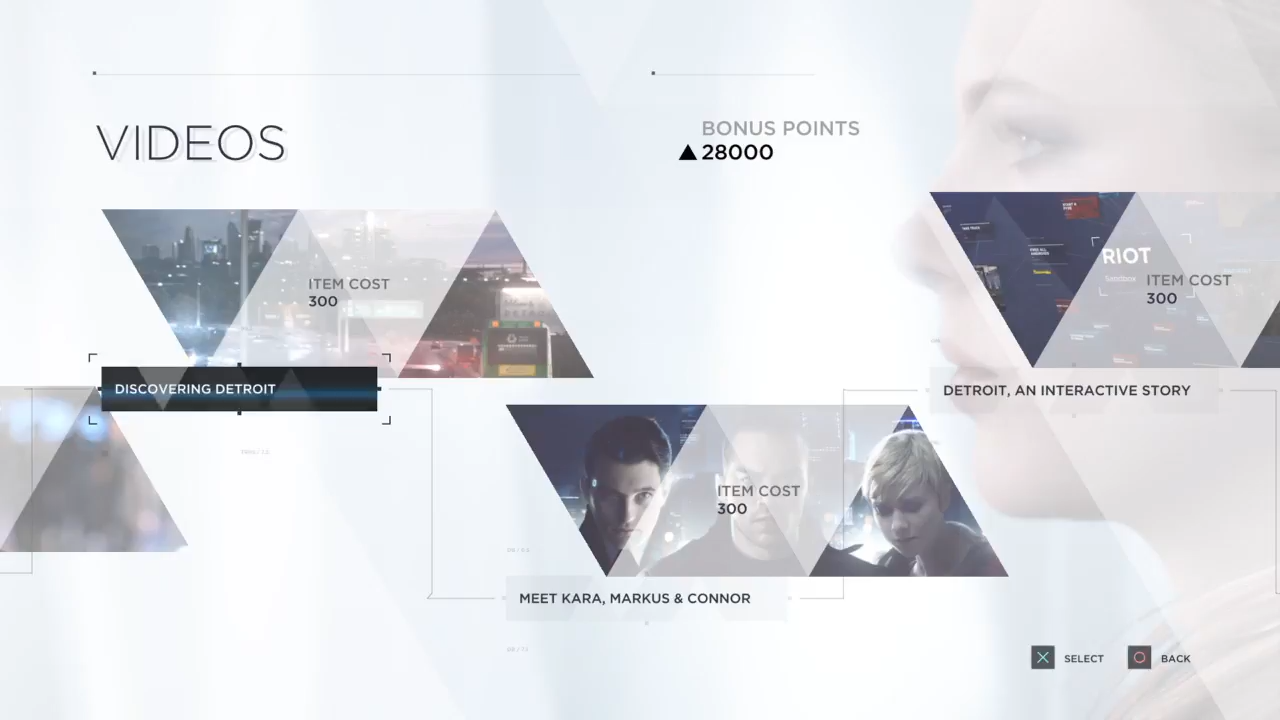 VIDEOS
BONUS POINTS
28000
ITEM COST
300
DISCOVERING DETROIT
RIOT
Sandbox
ITEM COST
300
DETROIT, AN INTERACTIVE STORY
ITEM COST
300
MEET KARA, MARKUS & CONNOR
SELECT
BACK